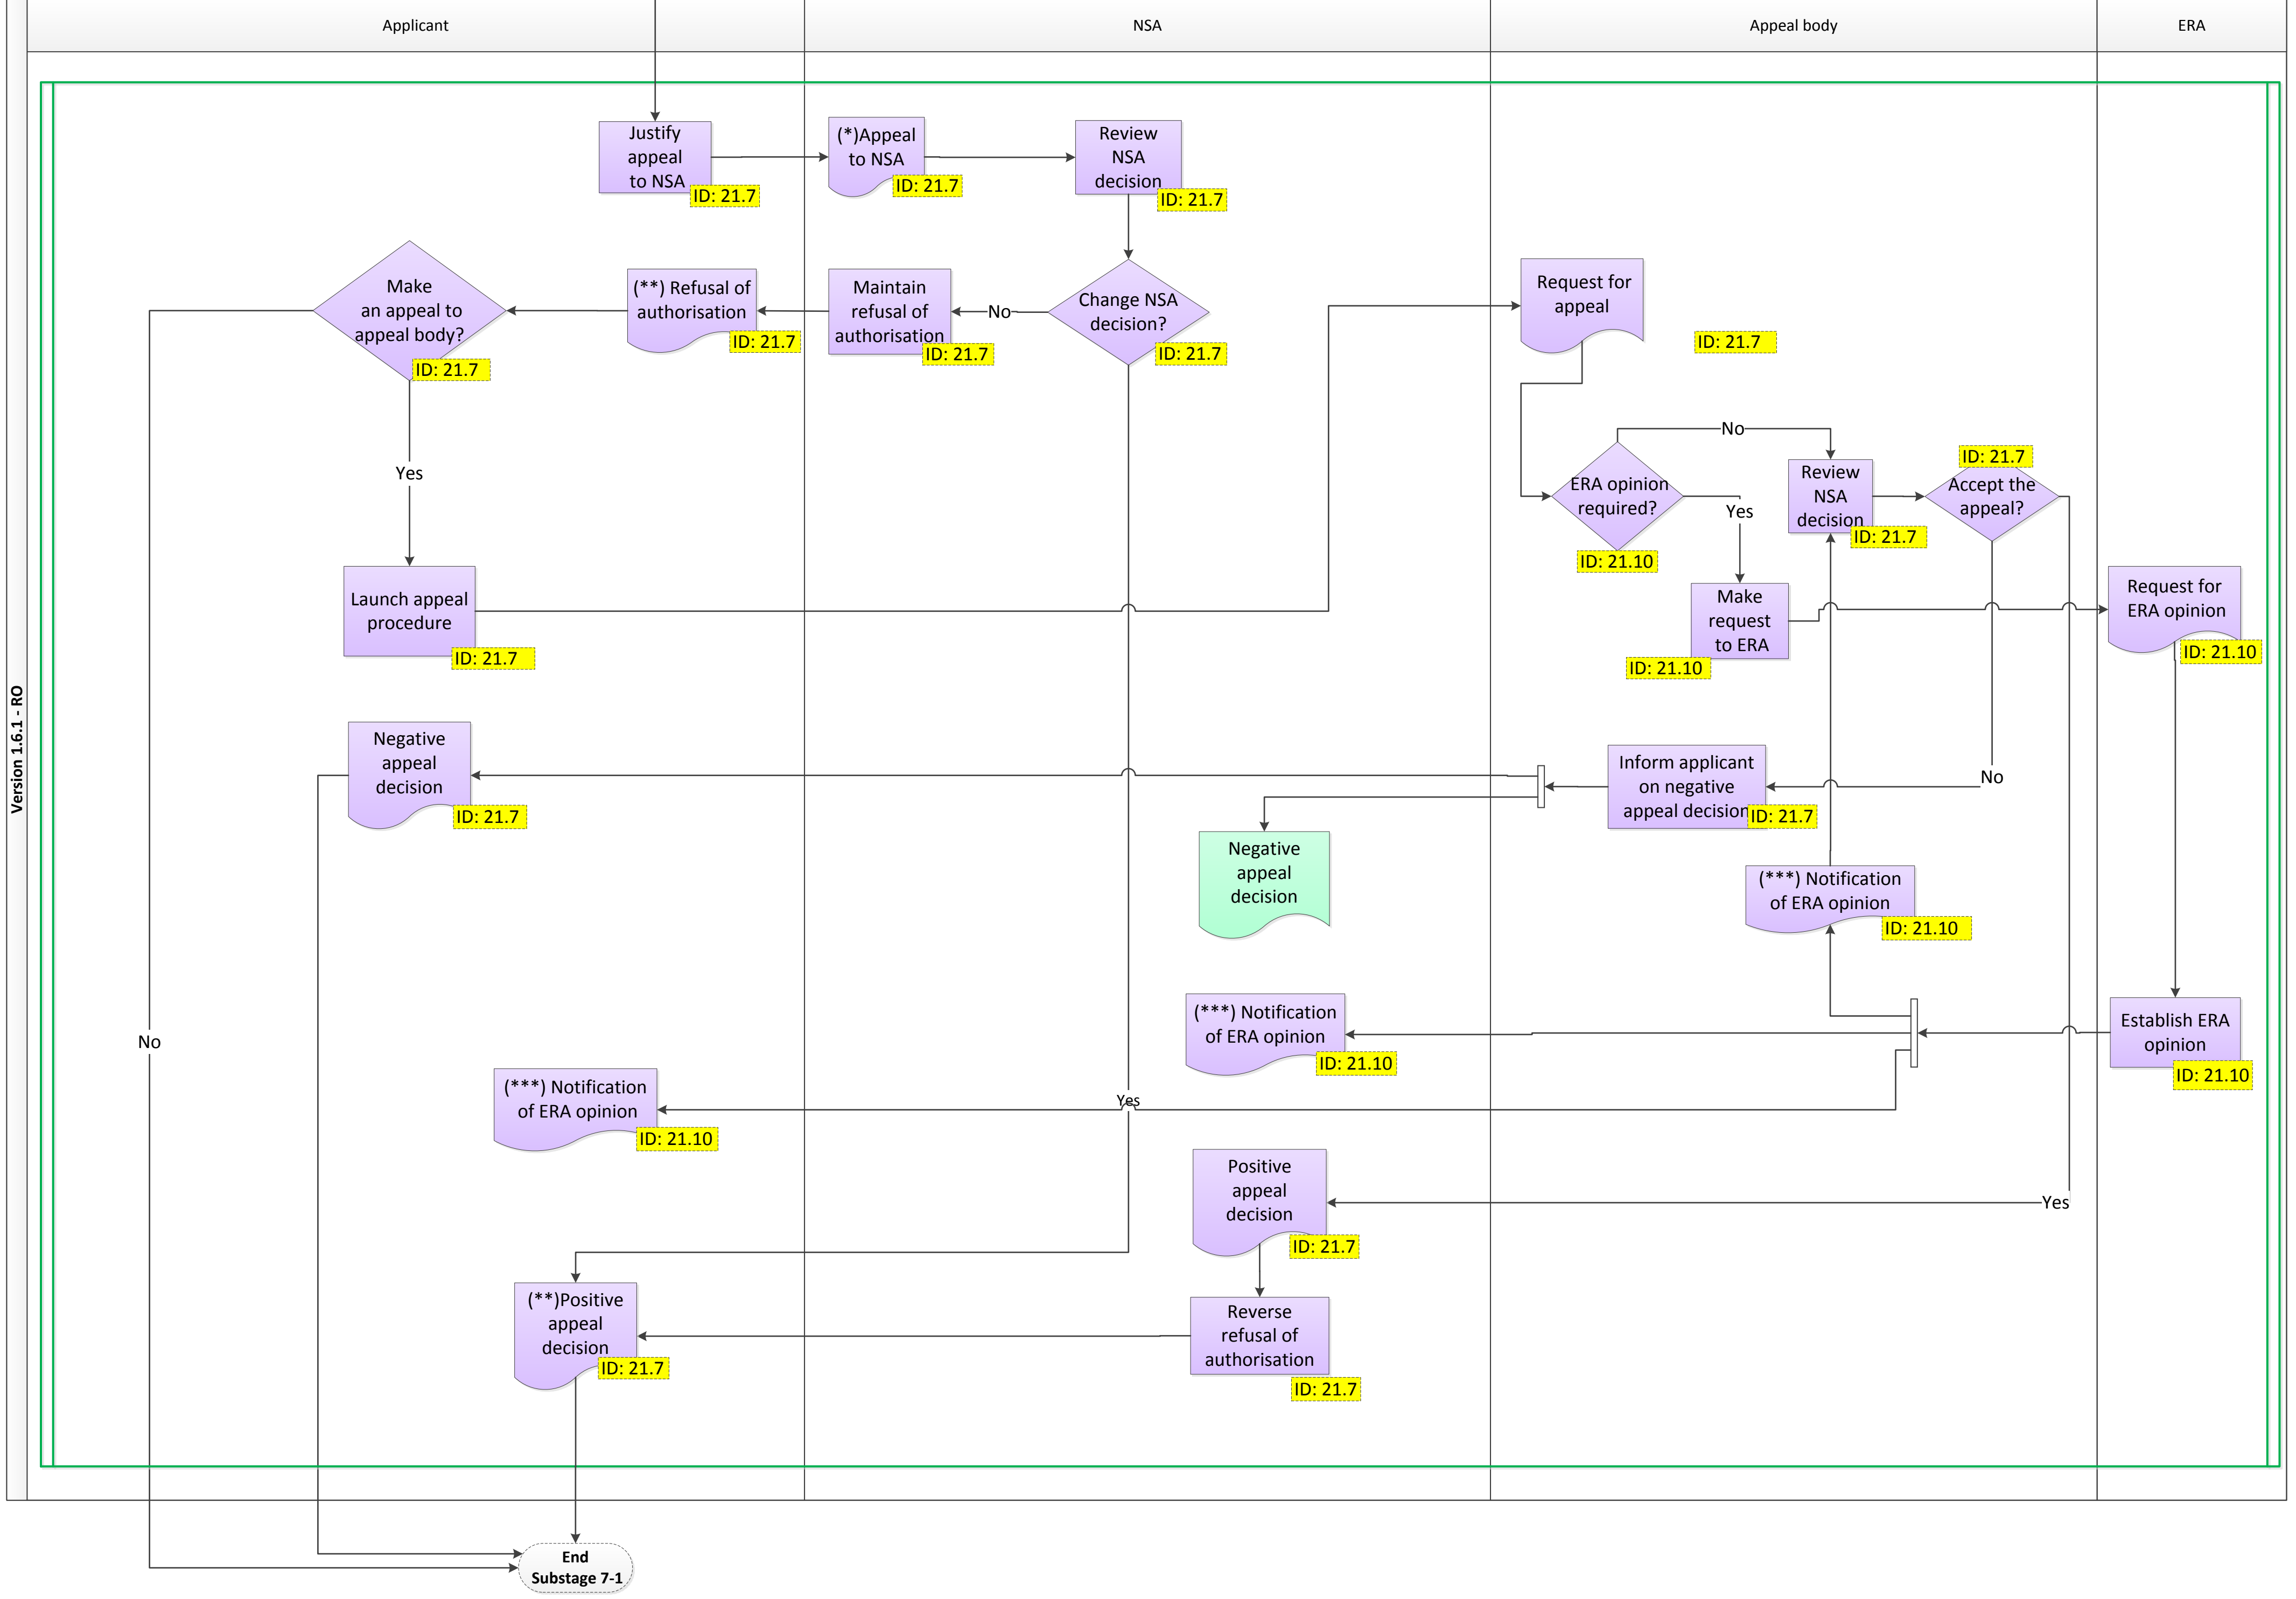 Applicant
NSA
Appeal body
ERA
Version 1.6.1 - RO
Justify
appeal
to NSA
ID: 21.7
(*)Appeal
to NSA
ID: 21.7
Review
NSA
decision
ID: 21.7
Make
an appeal to
appeal body?
ID: 21.7
(**) Refusal of
authorisation
ID: 21.7
Maintain
refusal of
authorisation
ID: 21.7
No
Change NSA
decision?
ID: 21.7
Request for
appeal
ID: 21.7
No
Yes
ERA opinion
required?
ID: 21.10
Yes
Review
NSA
decision
ID: 21.7
ID: 21.7
Accept the
appeal?
Launch appeal
procedure
ID: 21.7
Make
request
to ERA
ID: 21.10
Request for
ERA opinion
ID: 21.10
Negative
appeal
decision
ID: 21.7
Inform applicant
on negative
appeal decision
ID: 21.7
No
Negative
appeal
decision
(***) Notification
of ERA opinion
ID: 21.10
No
(***) Notification
of ERA opinion
ID: 21.10
Establish ERA
opinion
ID: 21.10
(***) Notification
of ERA opinion
ID: 21.10
Yes
Positive
appeal
decision
ID: 21.7
Yes
(**)Positive
appeal
decision
ID: 21.7
Reverse
refusal of
authorisation
ID: 21.7
End
Substage 7-1